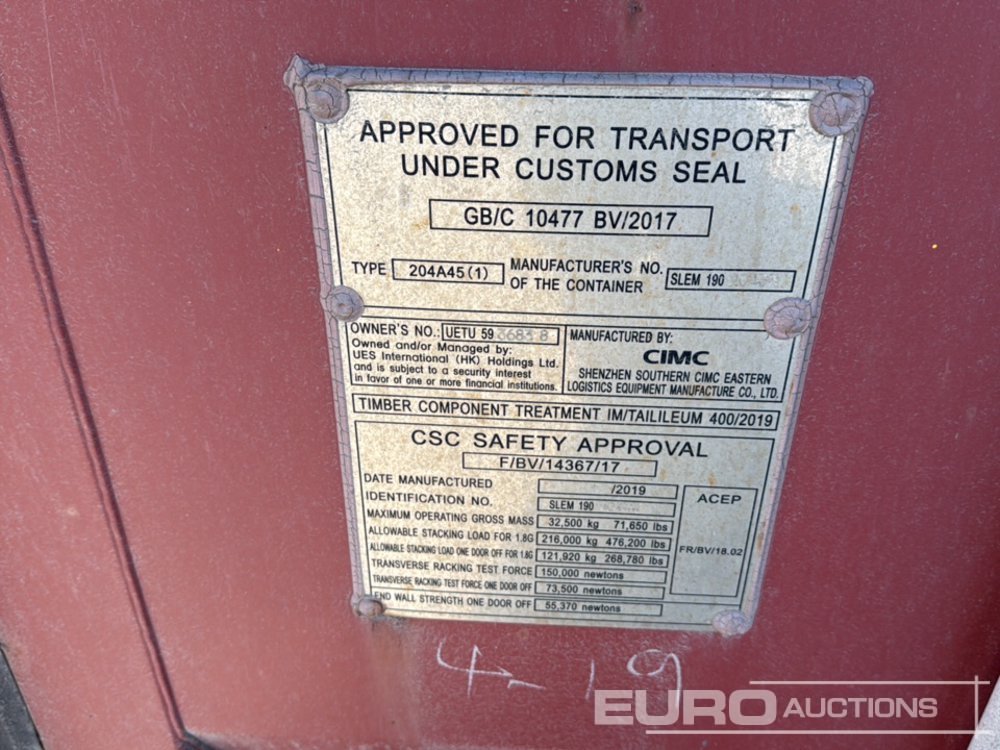 APPROVED FOR TRANSPORT
UNDER CUSTOMS SEAL
GB/C 10477 BV/2017
TYPE 204A45(1) MANUFACTURER'S NO.
OF THE CONTAINER SLEM 190
OWNER'S NO.: UETU 59
Owned and/or Managed by:
UES International (HK) Holdings Ltd.
and is subject to a security interest
in favor of one or more financial institutions.
MANUFACTURED BY:
CIMC
SHENZHEN SOUTHERN CIMC EASTERN
LOGISTICS EQUIPMENT MANUFACTURE CO., LTD.
TIMBER COMPONENT TREATMENT IM/TAILILEUM 400/2019
CSC SAFETY APPROVAL
F/BV/14367/17
DATE MANUFACTURED /2019
IDENTIFICATION NO. SLEM 190
MAXIMUM OPERATING GROSS MASS 32,500 kg 71,650 lbs
ALLOWABLE STACKING LOAD FOR 1.8G 216,000 kg 476,200 lbs
ALLOWABLE STACKING LOAD ONE DOOR OFF FOR 1.8G 121,920 kg 268,780 lbs
TRANSVERSE RACKING TEST FORCE 150,000 newtons
TRANSVERSE RACKING TEST FORCE ONE DOOR OFF 73,500 newtons
END WALL STRENGTH ONE DOOR OFF 55,370 newtons
ACEP
FR/BV/18.02
4-19
EURO AUCTIONS